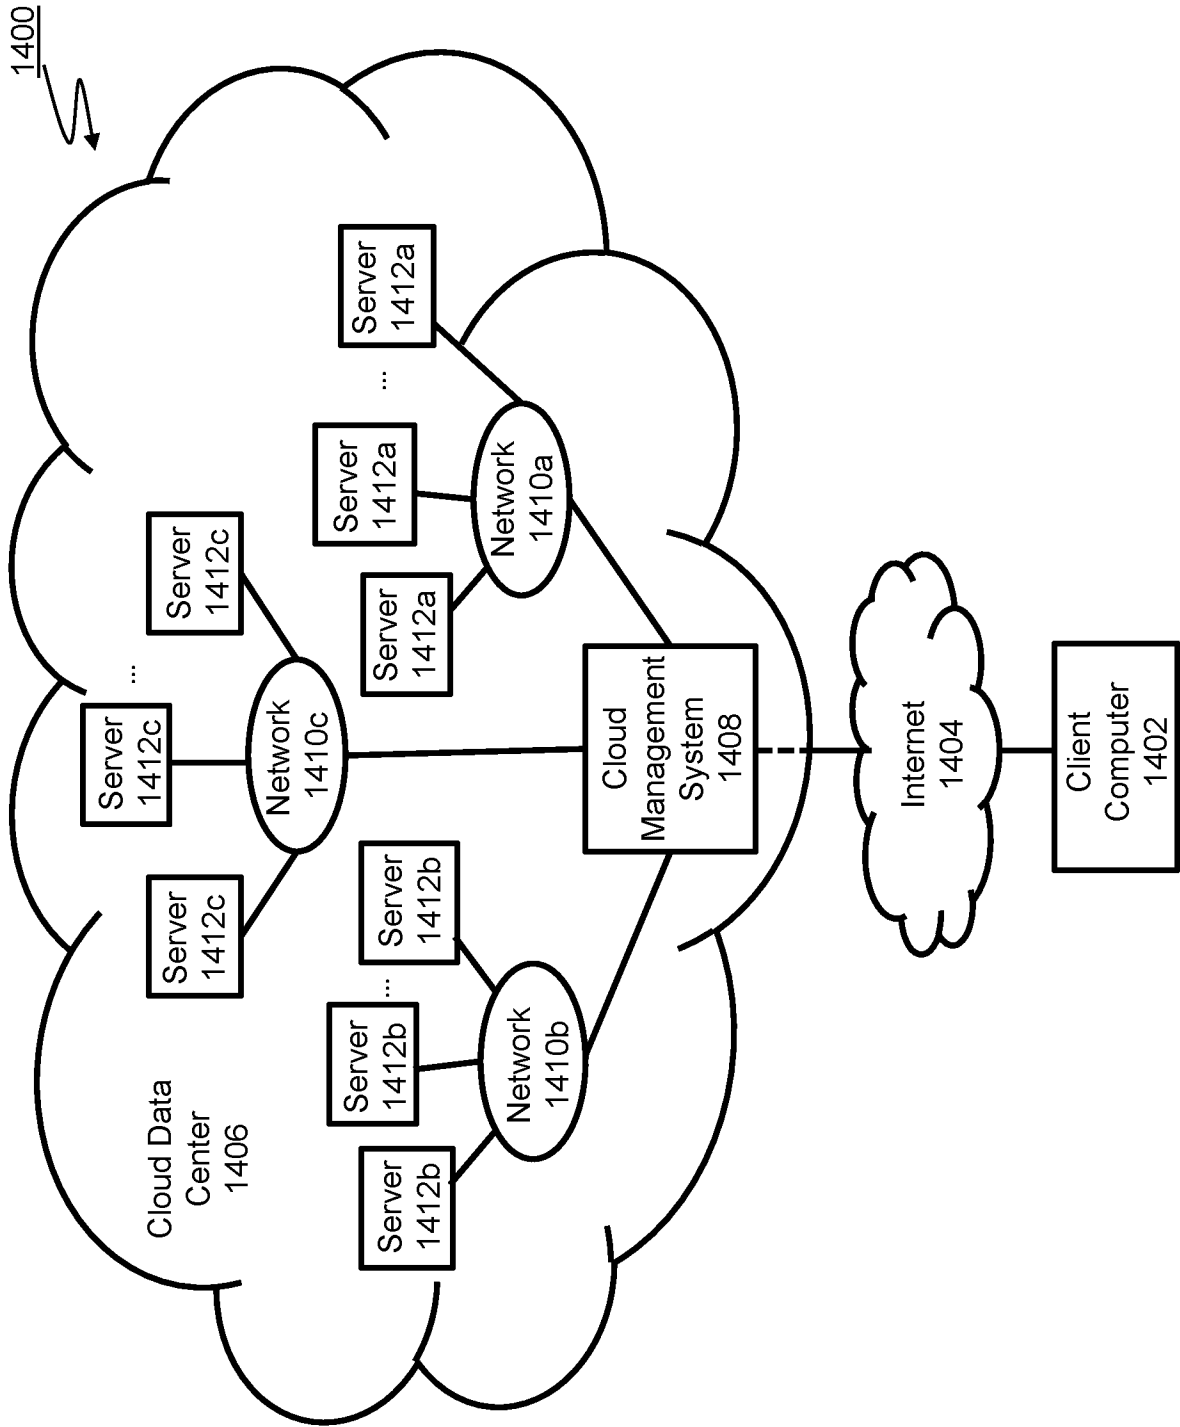 1400
Cloud Data
Center
1406
Server
1412c
Server
1412c
...
Server
1412c
Network
1410c
Server
1412b
Server
1412b
...
Server
1412b
Network
1410b
Server
1412a
Server
1412a
...
Server
1412a
Network
1410a
Cloud
Management
System
1408
Internet
1404
Client
Computer
1402